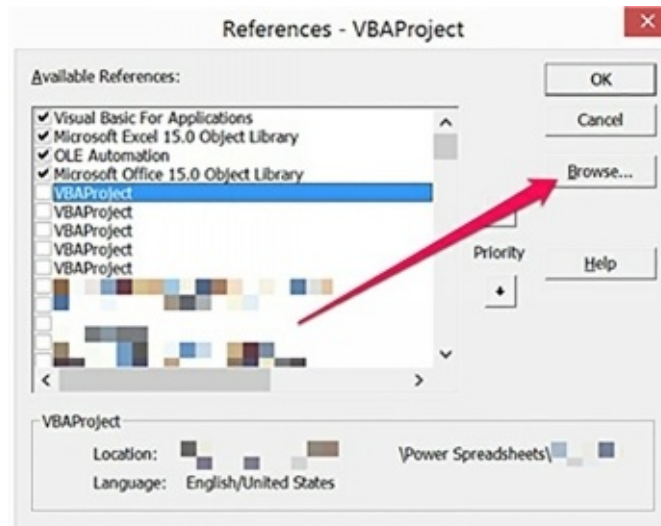 References - VBAProject
Available References:
Visual Basic For Applications
Microsoft Excel 15.0 Object Library
OLE Automation
Microsoft Office 15.0 Object Library
VBAProject
VBAProject
VBAProject
VBAProject
VBAProject
OK
Cancel
Browse...
Priority
Help
VBAProject
Location: \Power Spreadsheets\
Language: English/United States